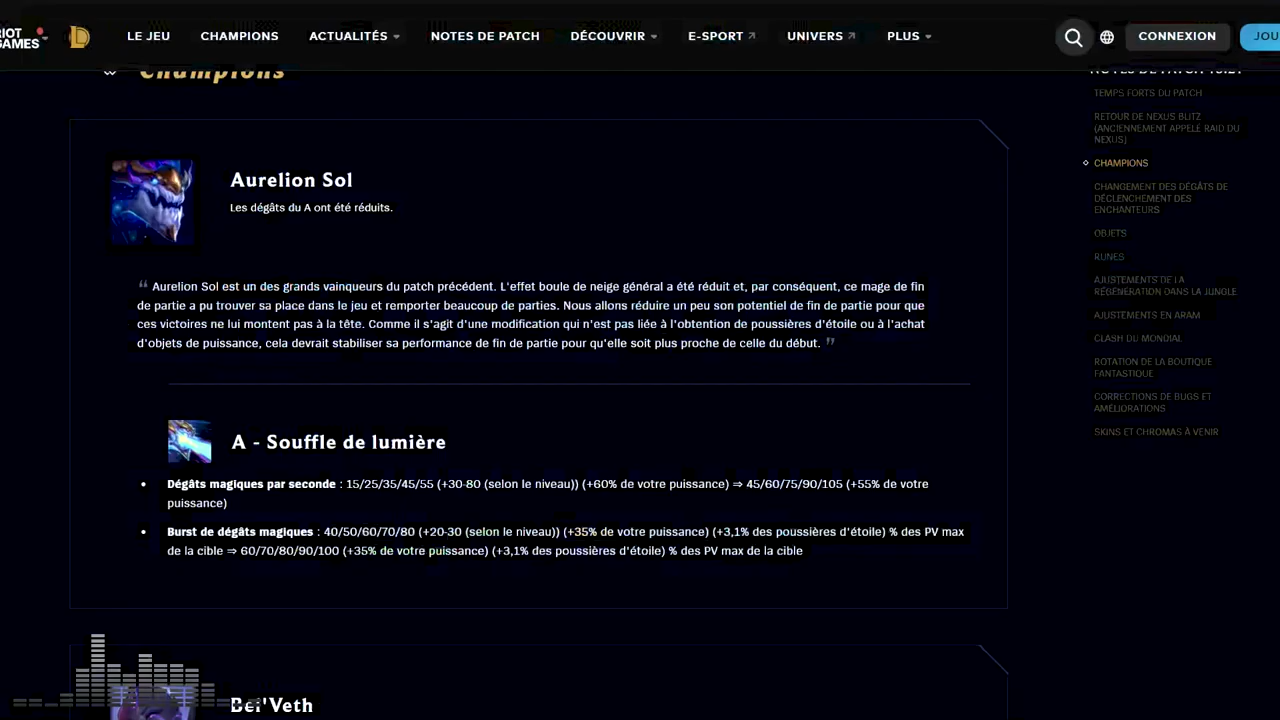 RIOT
GAMES
LE JEU
CHAMPIONS
ACTUALITÉS
NOTES DE PATCH
DÉCOUVRIR
E-SPORT
UNIVERS
PLUS
CONNEXION
JOU
Champions
Aurelion Sol
Les dégâts du A ont été réduits.
“ Aurelion Sol est un des grands vainqueurs du patch précédent. L'effet boule de neige général a été réduit et, par conséquent, ce mage de fin
de partie a pu trouver sa place dans le jeu et remporter beaucoup de parties. Nous allons réduire un peu son potentiel de fin de partie pour que
ces victoires ne lui montent pas à la tête. Comme il s'agit d'une modification qui n'est pas liée à l'obtention de poussières d'étoile ou à l'achat
d'objets de puissance, cela devrait stabiliser sa performance de fin de partie pour qu'elle soit plus proche de celle du début. ”
A - Souffle de lumière
• Dégâts magiques par seconde : 15/25/35/45/55 (+30-80 (selon le niveau)) (+60% de votre puissance) ⇒ 45/60/75/90/105 (+55% de votre
puissance)
• Burst de dégâts magiques : 40/50/60/70/80 (+20-30 (selon le niveau)) (+35% de votre puissance) (+3,1% des poussières d'étoile) % des PV max
de la cible ⇒ 60/70/80/90/100 (+35% de votre puissance) (+3,1% des poussières d'étoile) % des PV max de la cible
Bel'Veth
NOTES DE PATCH
TEMPS FORTS DU PATCH
RETOUR DE NEXUS BLITZ
(ANCIENNEMENT APPELÉ RAID DU
NEXUS)
CHAMPIONS
CHANGEMENT DES DÉGÂTS DE
DÉCLENCHEMENT DES
ENCHANTEURS
OBJETS
RUNES
AJUSTEMENTS DE LA
RÉGÉNÉRATION DANS LA JUNGLE
AJUSTEMENTS EN ARAM
CLASH DU MONDIAL
ROTATION DE LA BOUTIQUE
FANTASTIQUE
CORRECTIONS DE BUGS ET
AMÉLIORATIONS
SKINS ET CHROMAS À VENIR